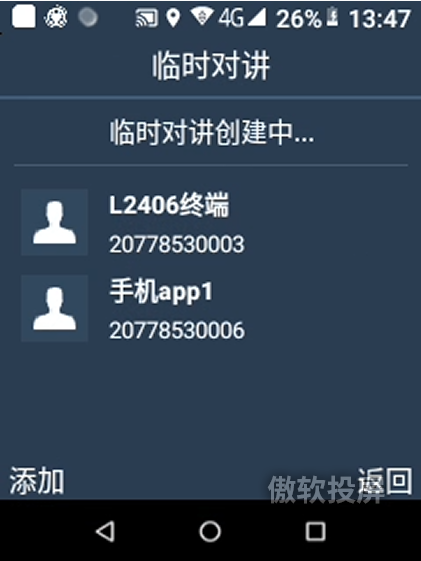 4G 26% 13:47
临时对讲
临时对讲创建中...
L2406终端
20778530003
手机app1
20778530006
添加
返回
傲软投屏